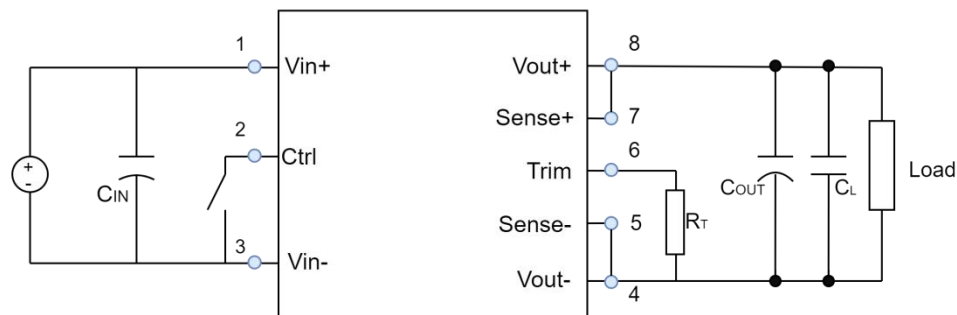 1
Vin+
2
Ctrl
3
Vin-
+
-
CIN
Vout+
8
Sense+
7
Trim
6
Sense-
5
Vout-
4
RT
COUT
CL
Load